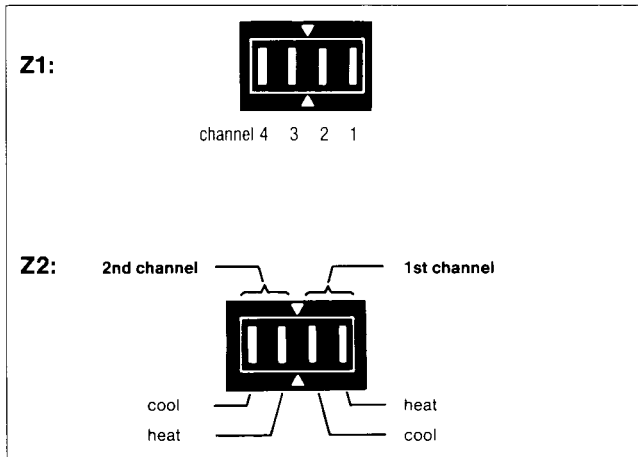 Z1:
channel 4 3 2 1
Z2: 2nd channel 1st channel
cool heat
heat cool